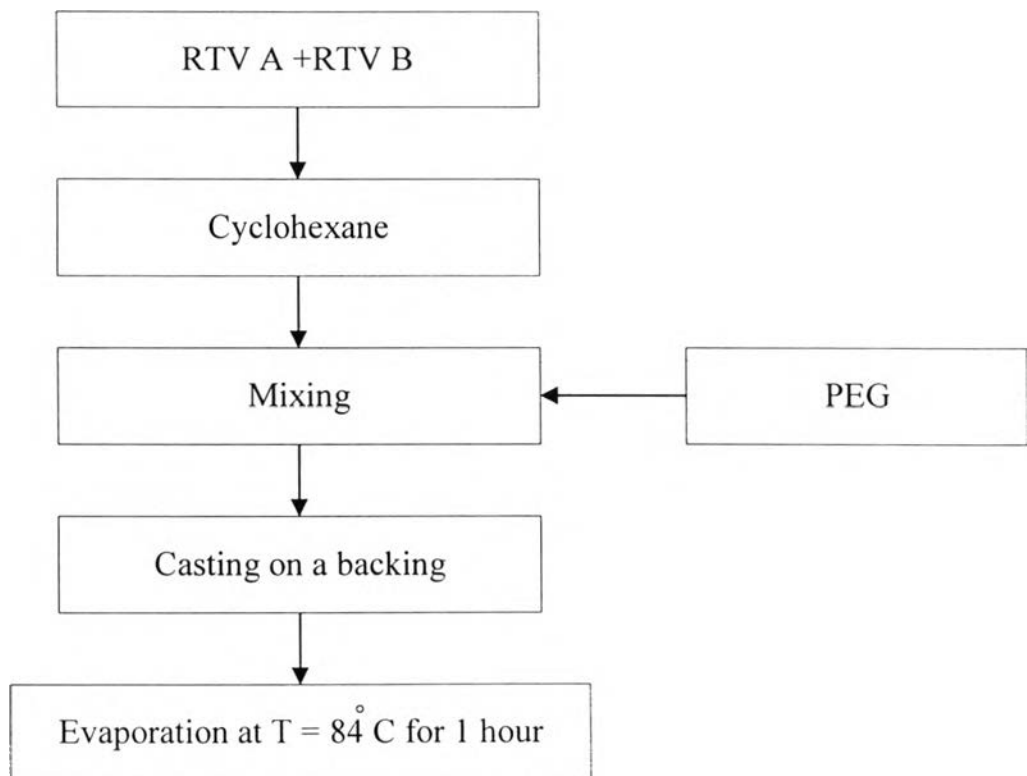 RTV A +RTV B
Cyclohexane
Mixing
PEG
Casting on a backing
Evaporation at T = 84° C for 1 hour